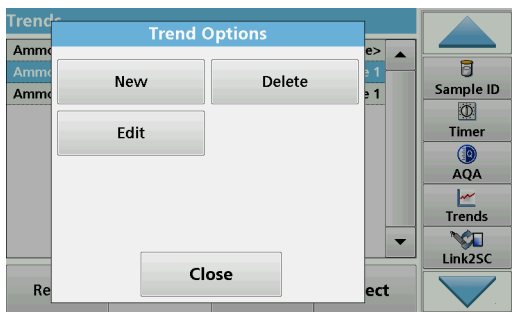 Trends
Trend Options
Ammo e>
Ammo e 1
Ammo e 1
New
Delete
Edit
Close
Re
ect
Sample ID
Timer
AQA
Trends
Link2SC